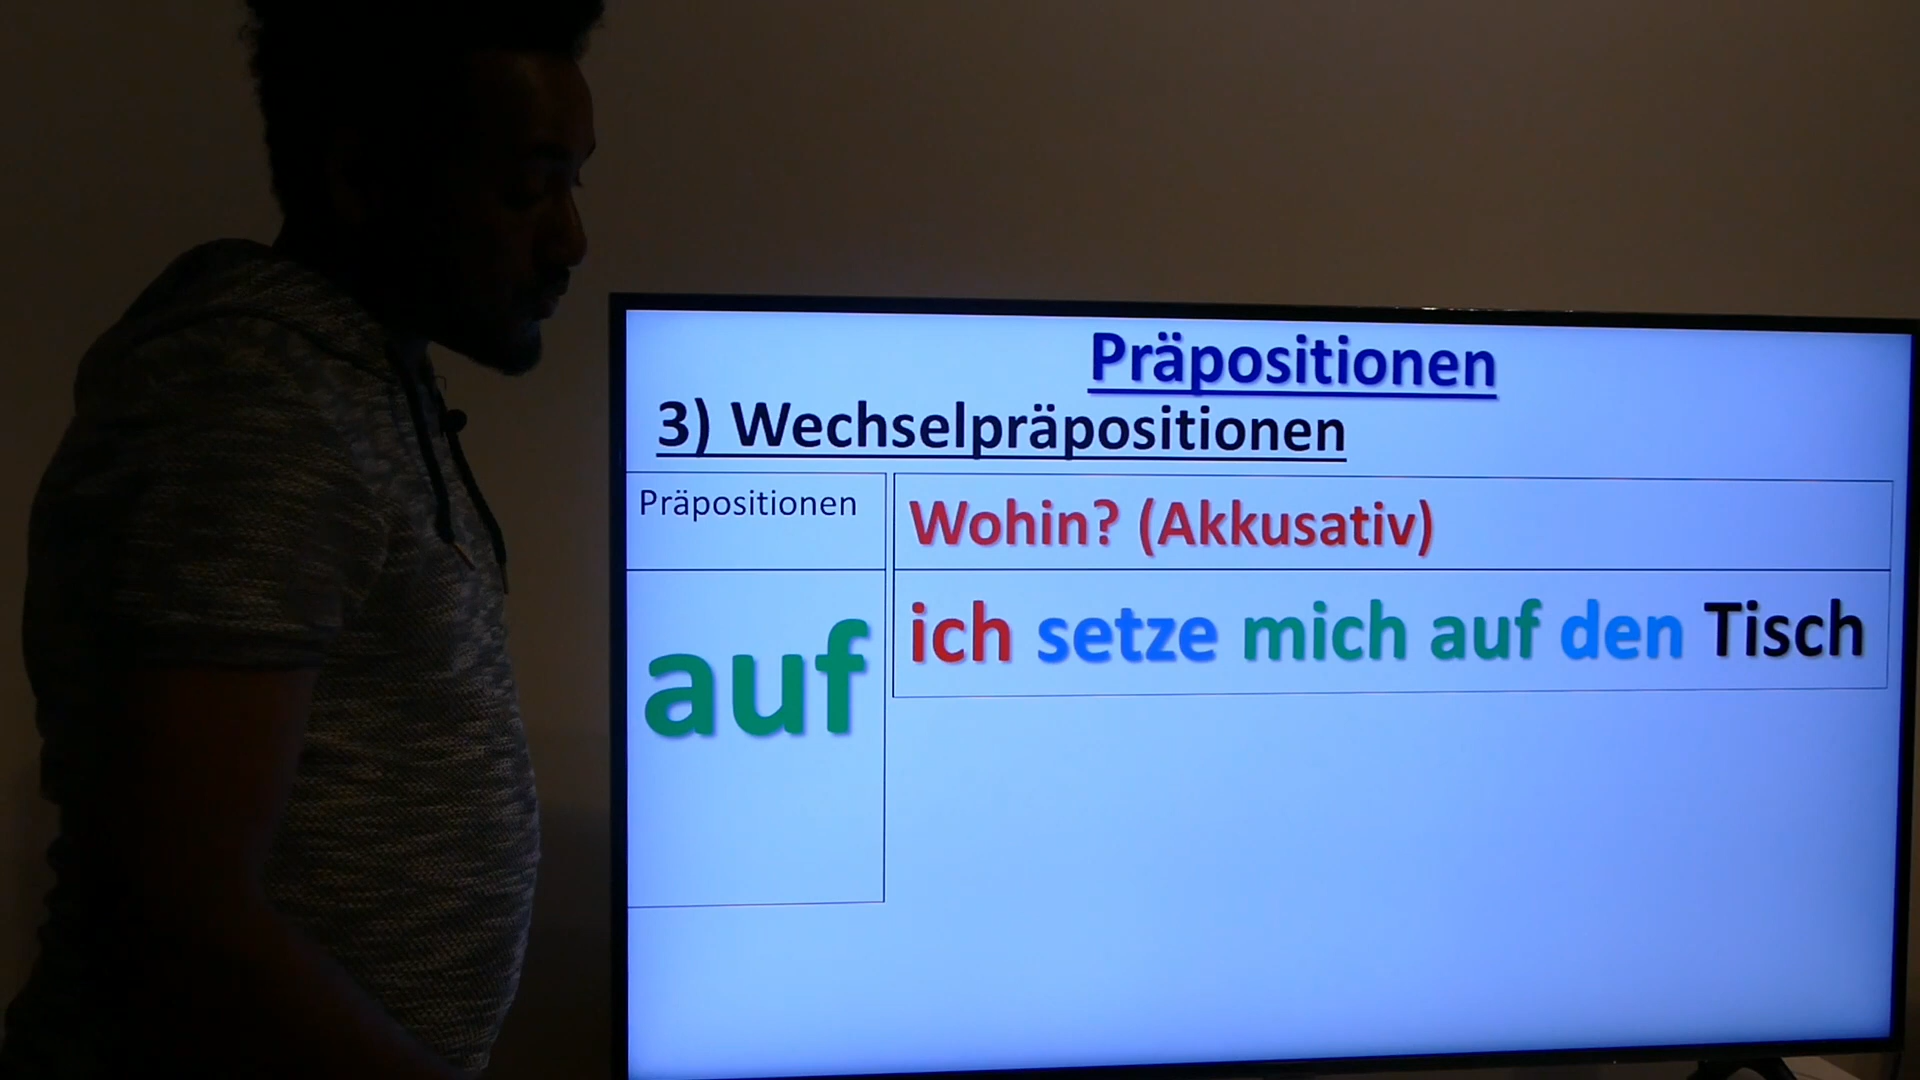 Präpositionen
3) Wechselpräpositionen
Präpositionen
Wohin? (Akkusativ)
auf
ich setze mich auf den Tisch